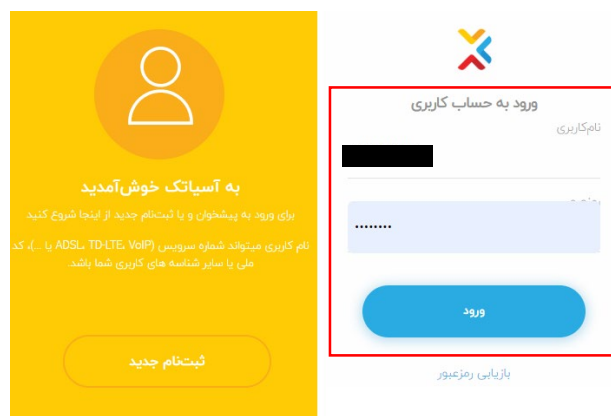 ورود به حساب کاربری
نام‌کاربری
........
ورود
بازیابی رمزعبور
به آسیاتک خوش‌آمدید
برای ورود به پیشخوان و یا ثبت‌نام جدید از اینجا شروع کنید.
نام کاربری میتواند شماره سرویس (ADSL، TD-LTE، VoIP یا ...)، کد
ملی یا سایر شناسه های کاربری شما باشد.
ثبت‌نام جدید